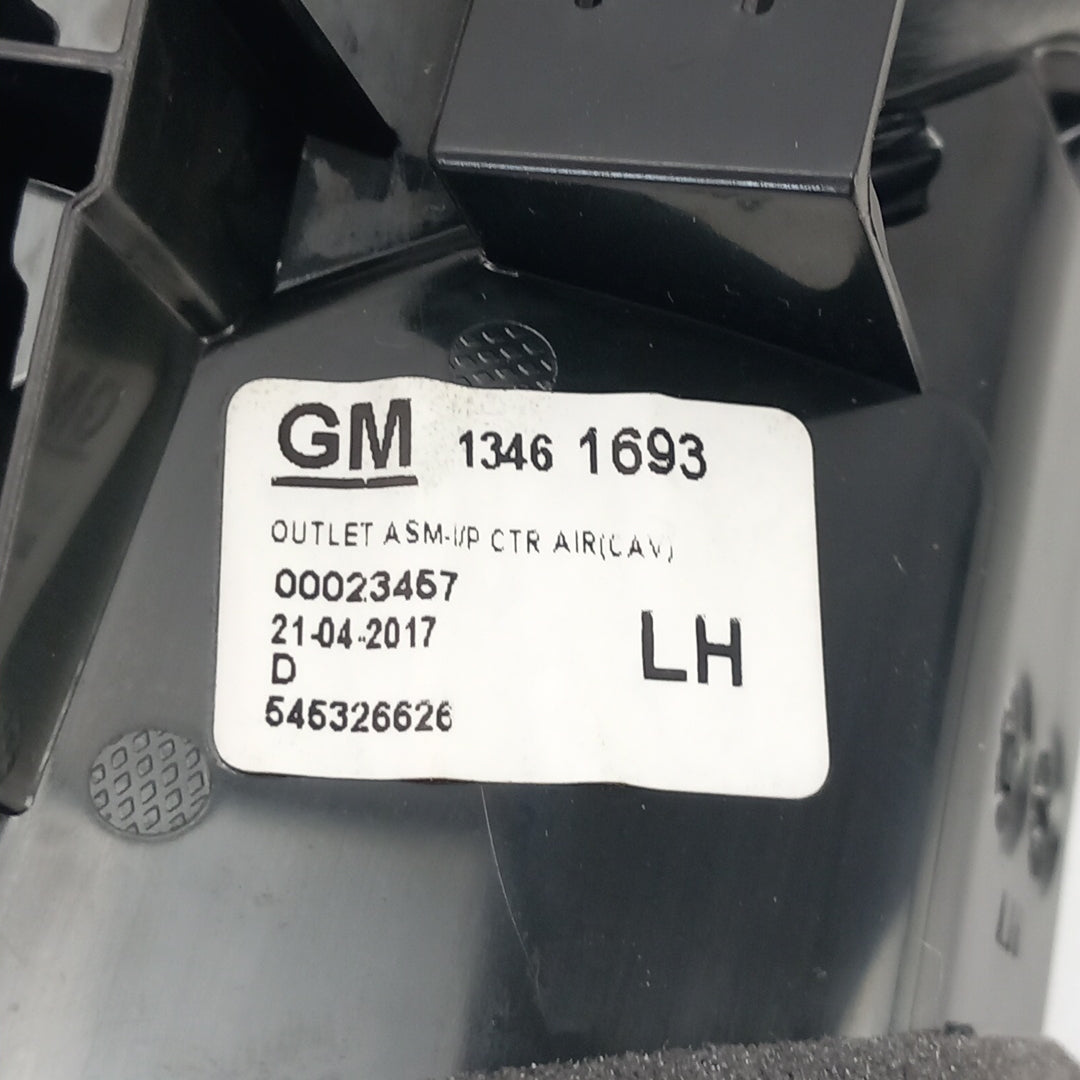 GM 1346 1693
OUTLET ASM-I/P CTR AIR(CAV)
00023457
21-04-2017
D
LH
545326626